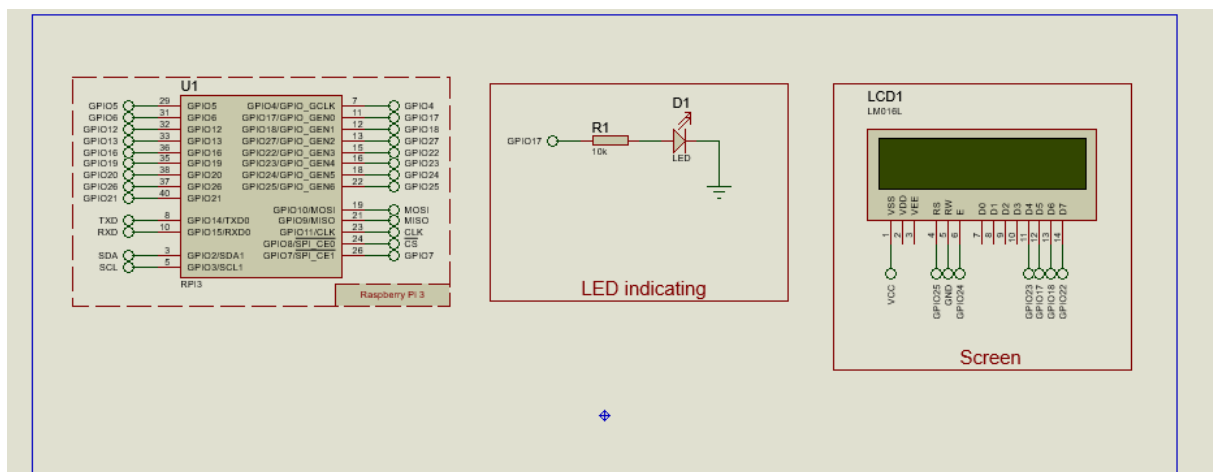 U1
GPIO5 29 GPIO5 GPIO4/GPIO_GCLK 7 GPIO4
GPIO6 31 GPIO6 GPIO17/GPIO_GEN0 11 GPIO17
GPIO12 32 GPIO12 GPIO18/GPIO_GEN1 12 GPIO18
GPIO13 33 GPIO13 GPIO27/GPIO_GEN2 13 GPIO27
GPIO16 36 GPIO16 GPIO22/GPIO_GEN3 15 GPIO22
GPIO19 35 GPIO19 GPIO23/GPIO_GEN4 16 GPIO23
GPIO20 38 GPIO20 GPIO24/GPIO_GEN5 18 GPIO24
GPIO26 37 GPIO26 GPIO25/GPIO_GEN6 22 GPIO25
GPIO21 40 GPIO21
GPIO10/MOSI 19 MOSI
TXD 8 GPIO14/TXD0 GPIO9/MISO 21 MISO
RXD 10 GPIO15/RXD0 GPIO11/CLK 23 CLK
GPIO8/SPI_CE0 24 CS
SDA 3 GPIO2/SDA1 GPIO7/SPI_CE1 26 GPIO7
SCL 5 GPIO3/SCL1
RPI3
Raspberry Pi 3
D1
R1
GPIO17
10k
LED
LED indicating
LCD1
LM016L
VSS VDD VEE RS RW E D0 D1 D2 D3 D4 D5 D6 D7
1 2 3 4 5 6 7 8 9 10 11 12 13 14
VCC GPIO25 GND GPIO24 GPIO23 GPIO17 GPIO18 GPIO22
Screen